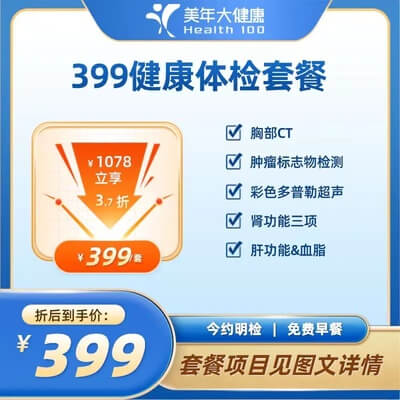 美年大健康
Health 100
399健康体检套餐
¥1078
立享
3.7折
¥399/套
胸部CT
肿瘤标志物检测
彩色多普勒超声
肾功能三项
肝功能&血脂
折后到手价：
¥399
今约明检 | 免费早餐
套餐项目见图文详情